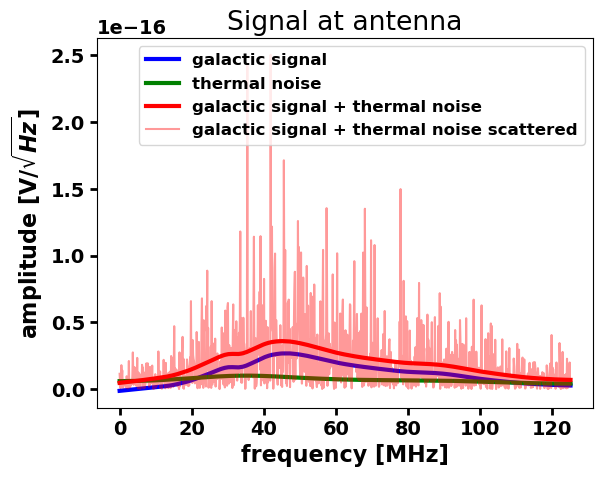 Signal at antenna
1e−16
galactic signal
thermal noise
galactic signal + thermal noise
galactic signal + thermal noise scattered
amplitude [V/√Hz]
2.5
2.0
1.5
1.0
0.5
0.0
0 20 40 60 80 100 120
frequency [MHz]